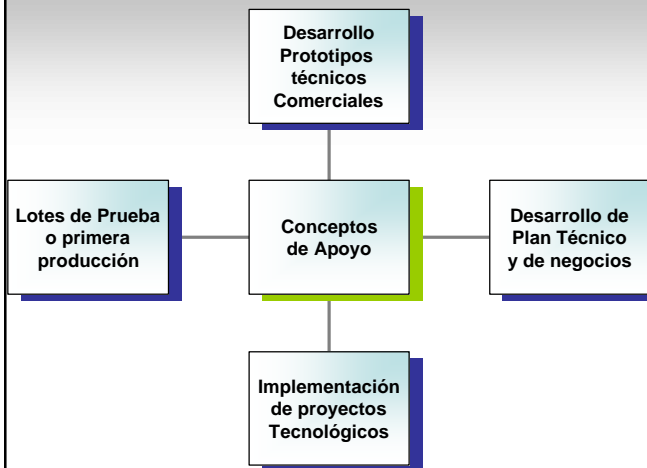 Desarrollo
Prototipos
técnicos
Comerciales
Lotes de Prueba
o primera
producción
Conceptos
de Apoyo
Desarrollo de
Plan Técnico
y de negocios
Implementación
de proyectos
Tecnológicos